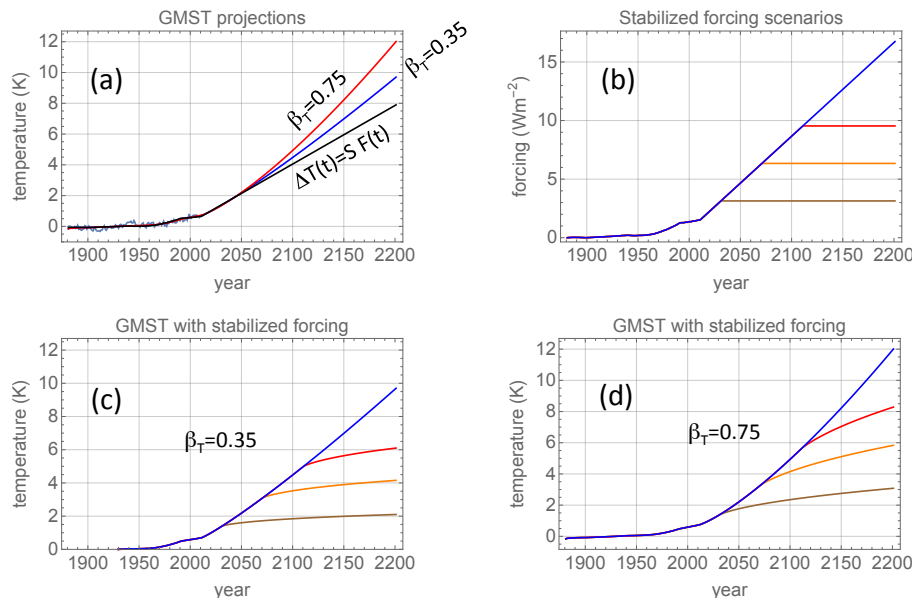 GMST projections
(a)
β_T=0.75
β_T=0.35
ΔT(t)=S F(t)
temperature (K)
12
10
8
6
4
2
0
1900 1950 2000 2050 2100 2150 2200
year
Stabilized forcing scenarios
(b)
forcing (Wm⁻²)
15
10
5
0
1900 1950 2000 2050 2100 2150 2200
year
GMST with stabilized forcing
(c)
β_T=0.35
temperature (K)
12
10
8
6
4
2
0
1900 1950 2000 2050 2100 2150 2200
year
GMST with stabilized forcing
(d)
β_T=0.75
temperature (K)
12
10
8
6
4
2
0
1900 1950 2000 2050 2100 2150 2200
year